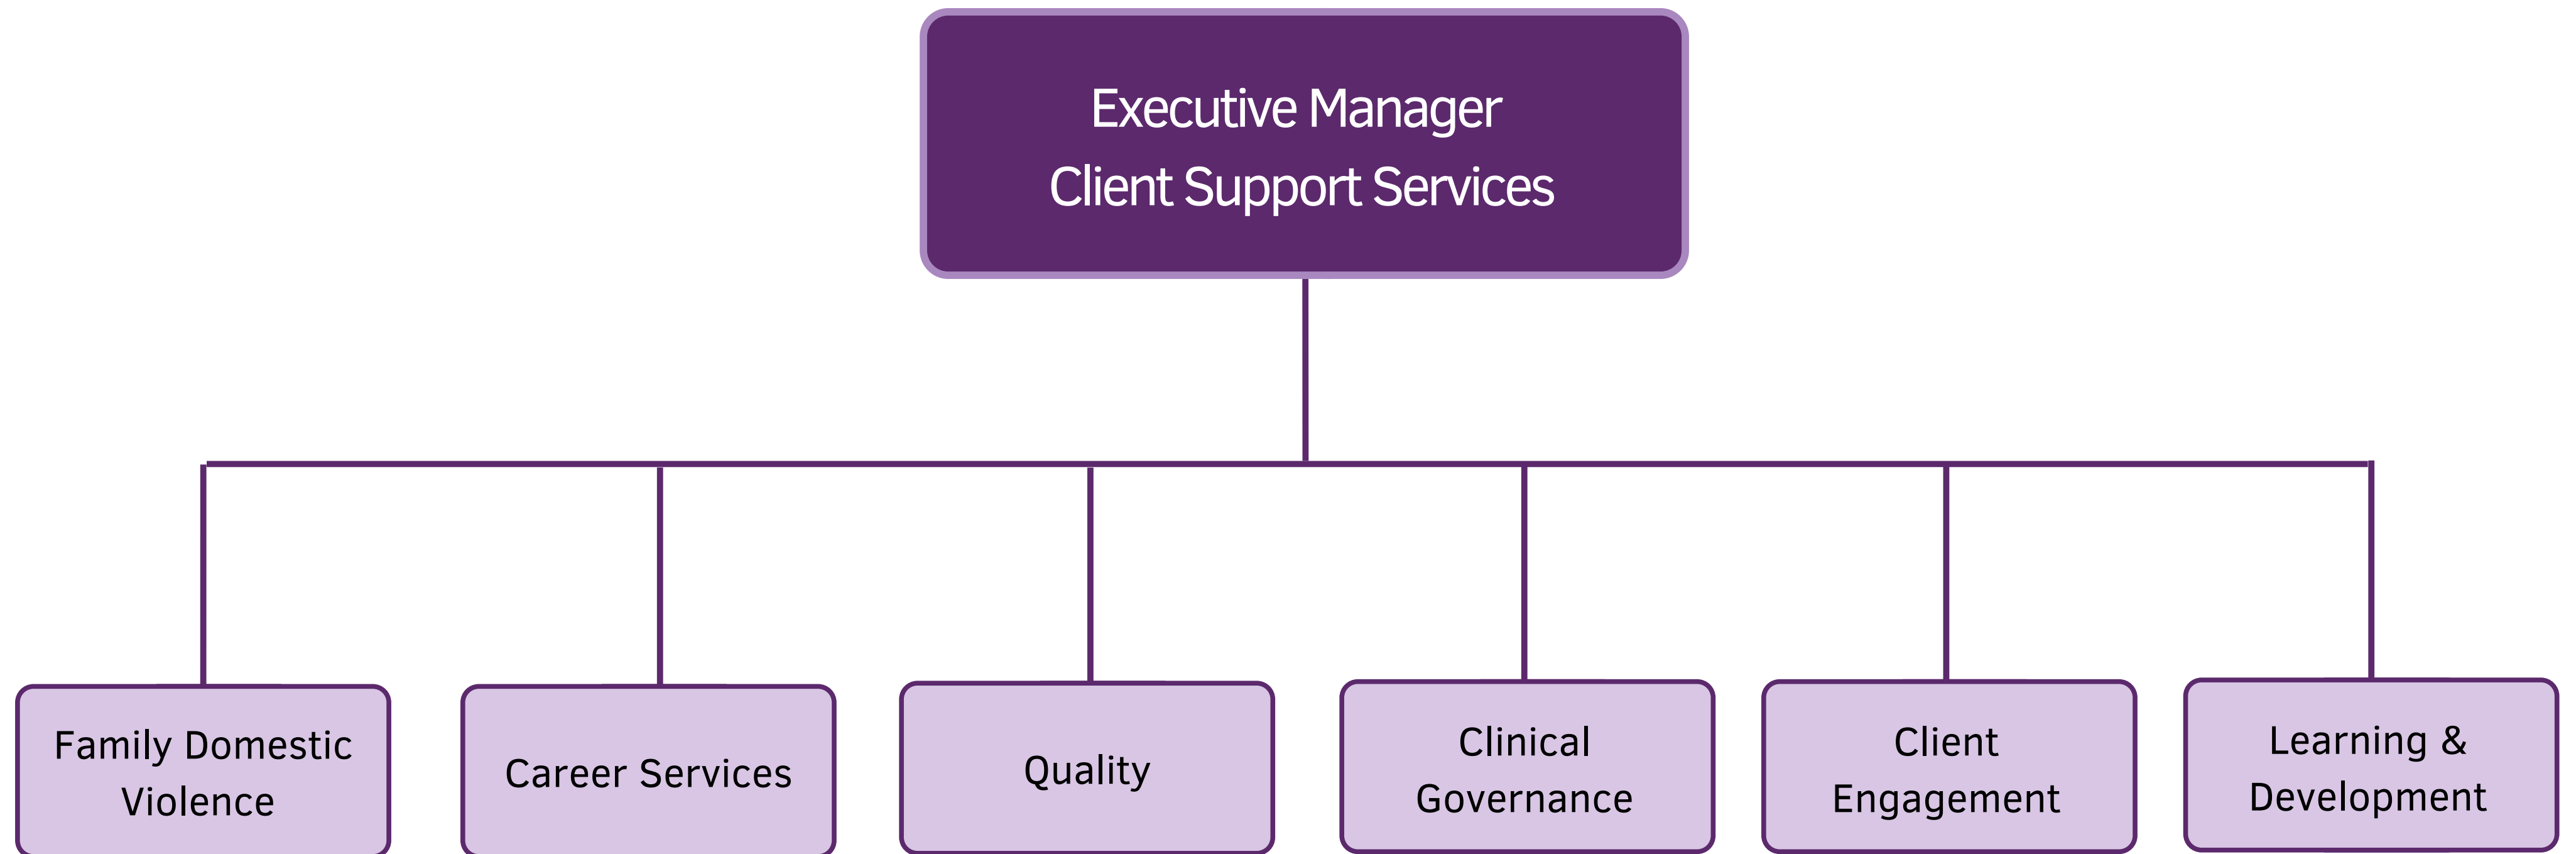 Executive Manager
Client Support Services
Family Domestic
Violence
Career Services
Quality
Clinical
Governance
Client
Engagement
Learning &
Development